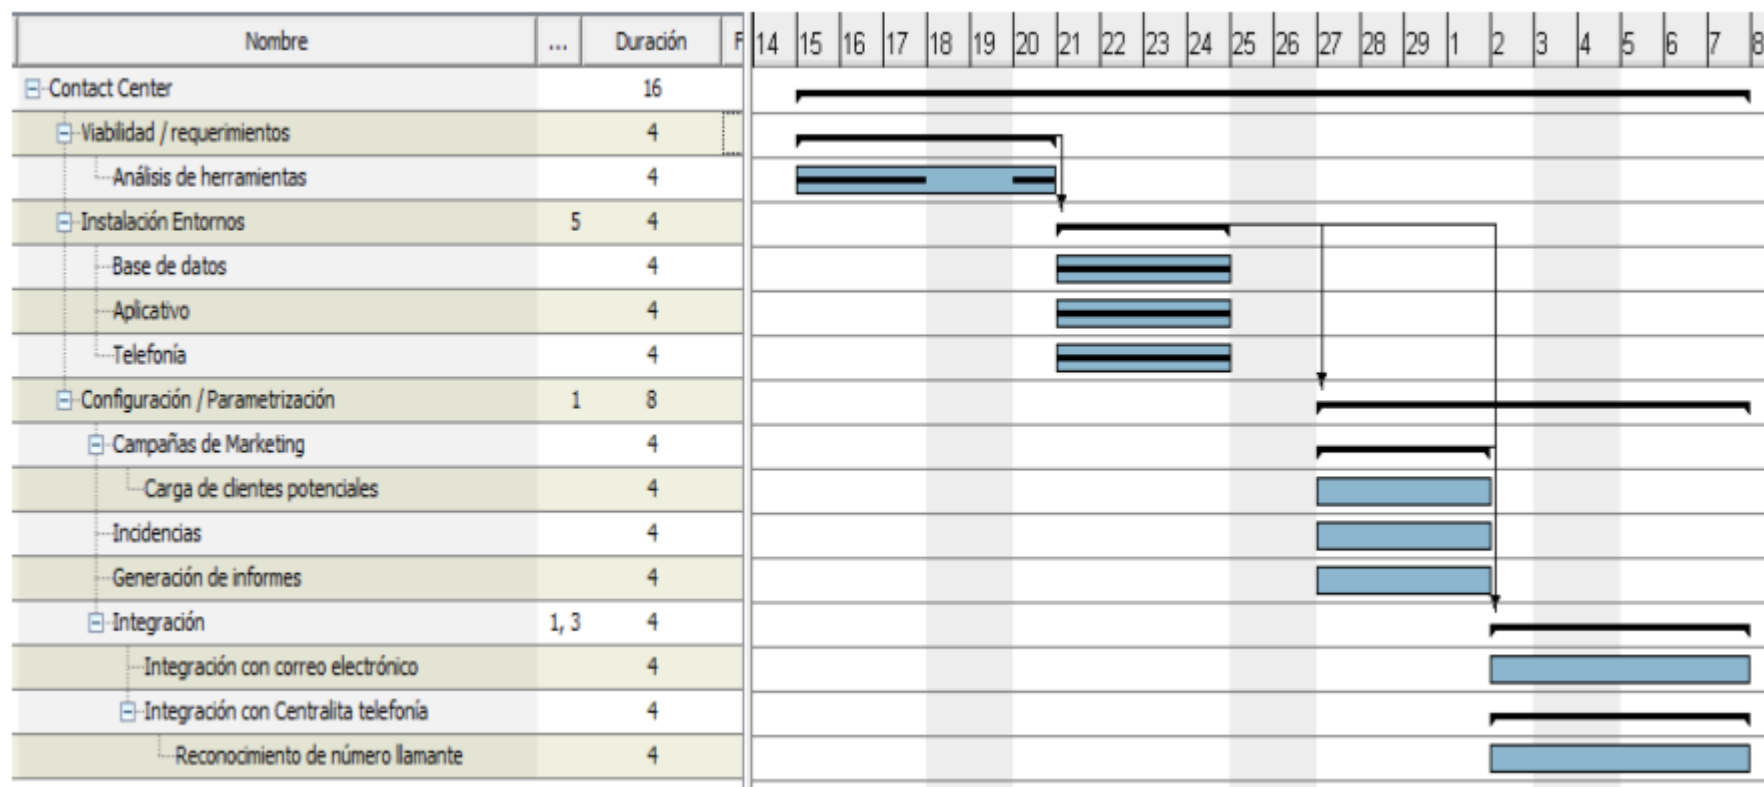 Nombre ... Duración F 14 15 16 17 18 19 20 21 22 23 24 25 26 27 28 29 1 2 3 4 5 6 7 8
Contact Center 16
Viabilidad / requerimientos 4
Análisis de herramientas 4
Instalación Entornos 5 4
Base de datos 4
Aplicativo 4
Telefonía 4
Configuración / Parametrización 1 8
Campañas de Marketing 4
Carga de clientes potenciales 4
Incidencias 4
Generación de informes 4
Integración 1, 3 4
Integración con correo electrónico 4
Integración con Centralita telefonía 4
Reconocimiento de número llamante 4